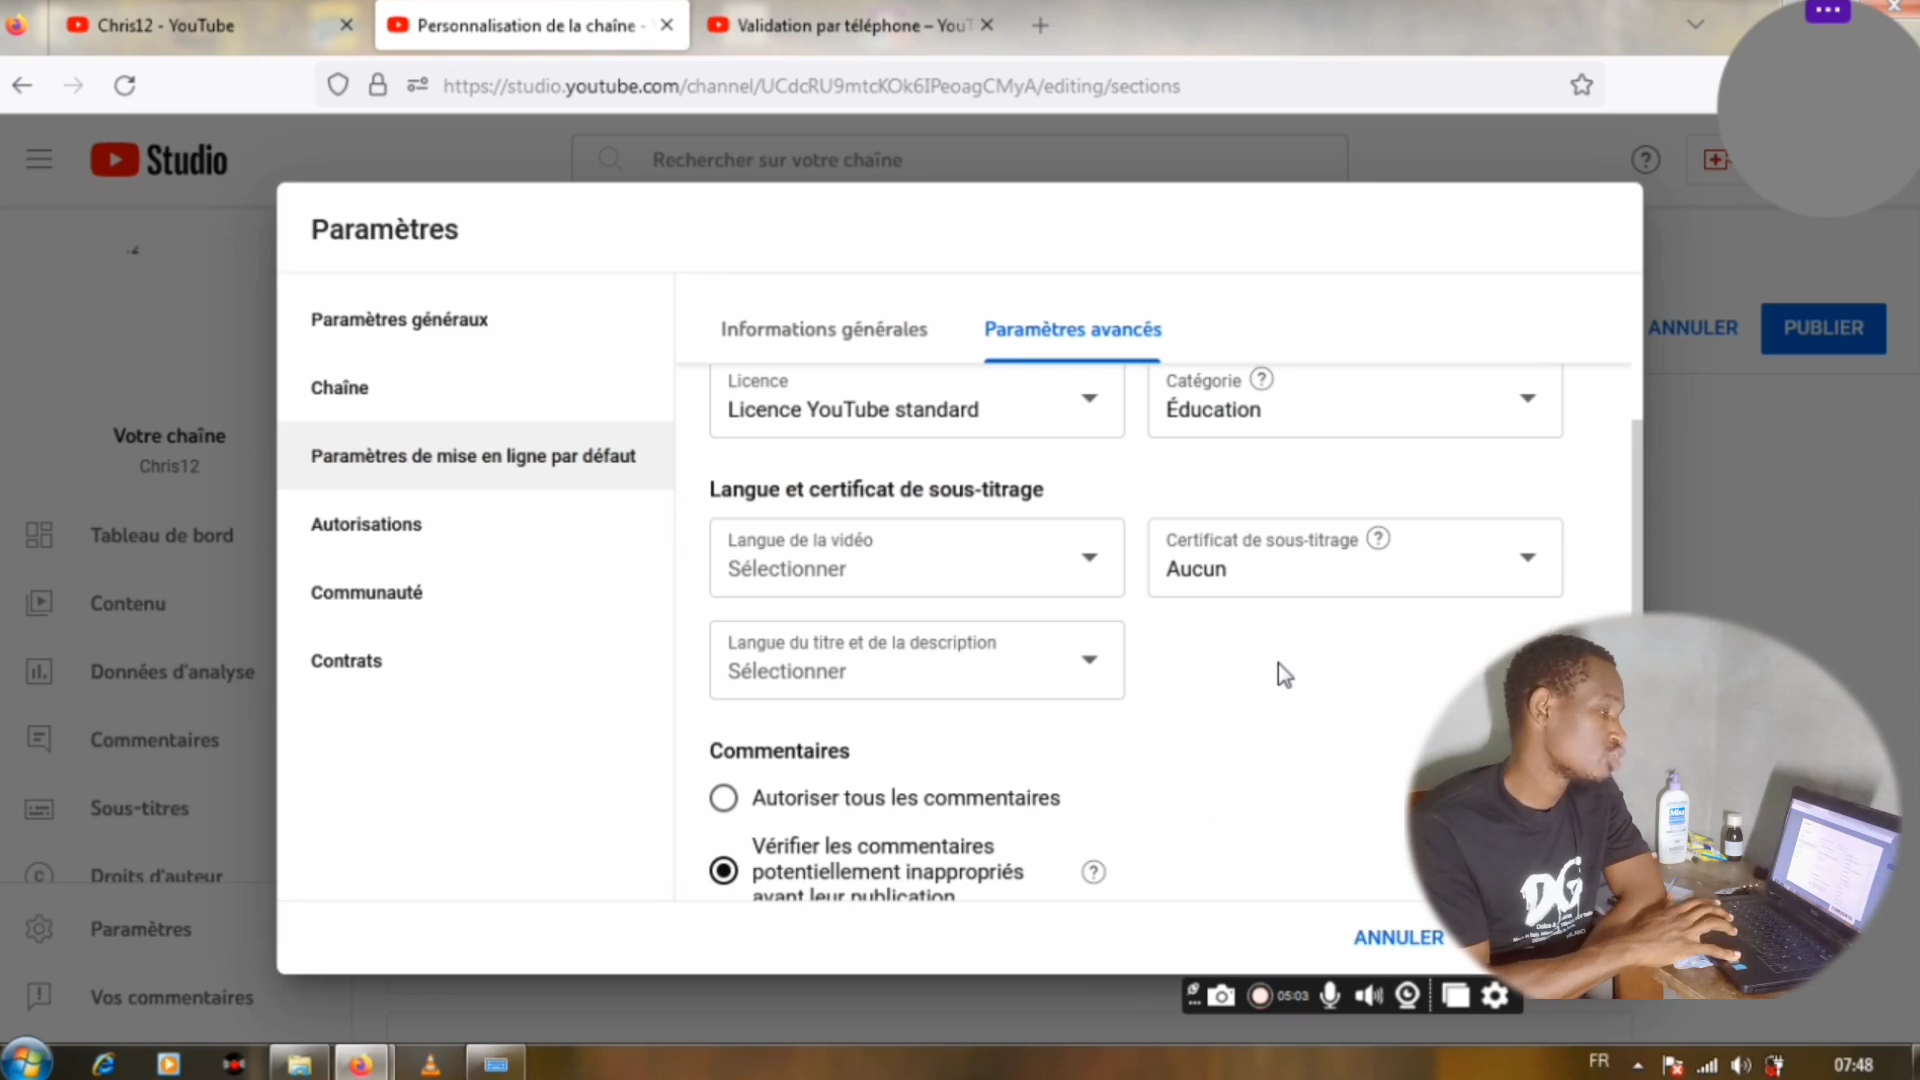 Chris12 - YouTube
Personnalisation de la chaîne -
Validation par téléphone – YouT
https://studio.youtube.com/channel/UCdcRU9mtcKOk6IPeoagCMyA/editing/sections
Studio
Rechercher sur votre chaîne
Paramètres
ANNULER
PUBLIER
Paramètres généraux
Chaîne
Paramètres de mise en ligne par défaut
Autorisations
Communauté
Contrats
Informations générales
Paramètres avancés
Licence
Licence YouTube standard
Catégorie
Éducation
Langue et certificat de sous-titrage
Langue de la vidéo
Sélectionner
Certificat de sous-titrage
Aucun
Langue du titre et de la description
Sélectionner
Commentaires
Autoriser tous les commentaires
Vérifier les commentaires
potentiellement inappropriés
avant leur publication
ANNULER
Votre chaîne
Chris12
Tableau de bord
Contenu
Données d'analyse
Commentaires
Sous-titres
Droits d'auteur
Paramètres
Vos commentaires
DG
05:03
FR
07:48